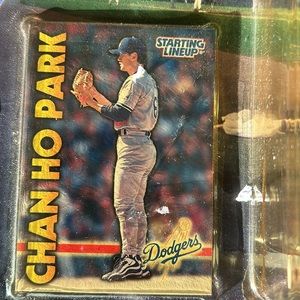 STARTING
LINEUP
CHAN HO PARK
Dodgers